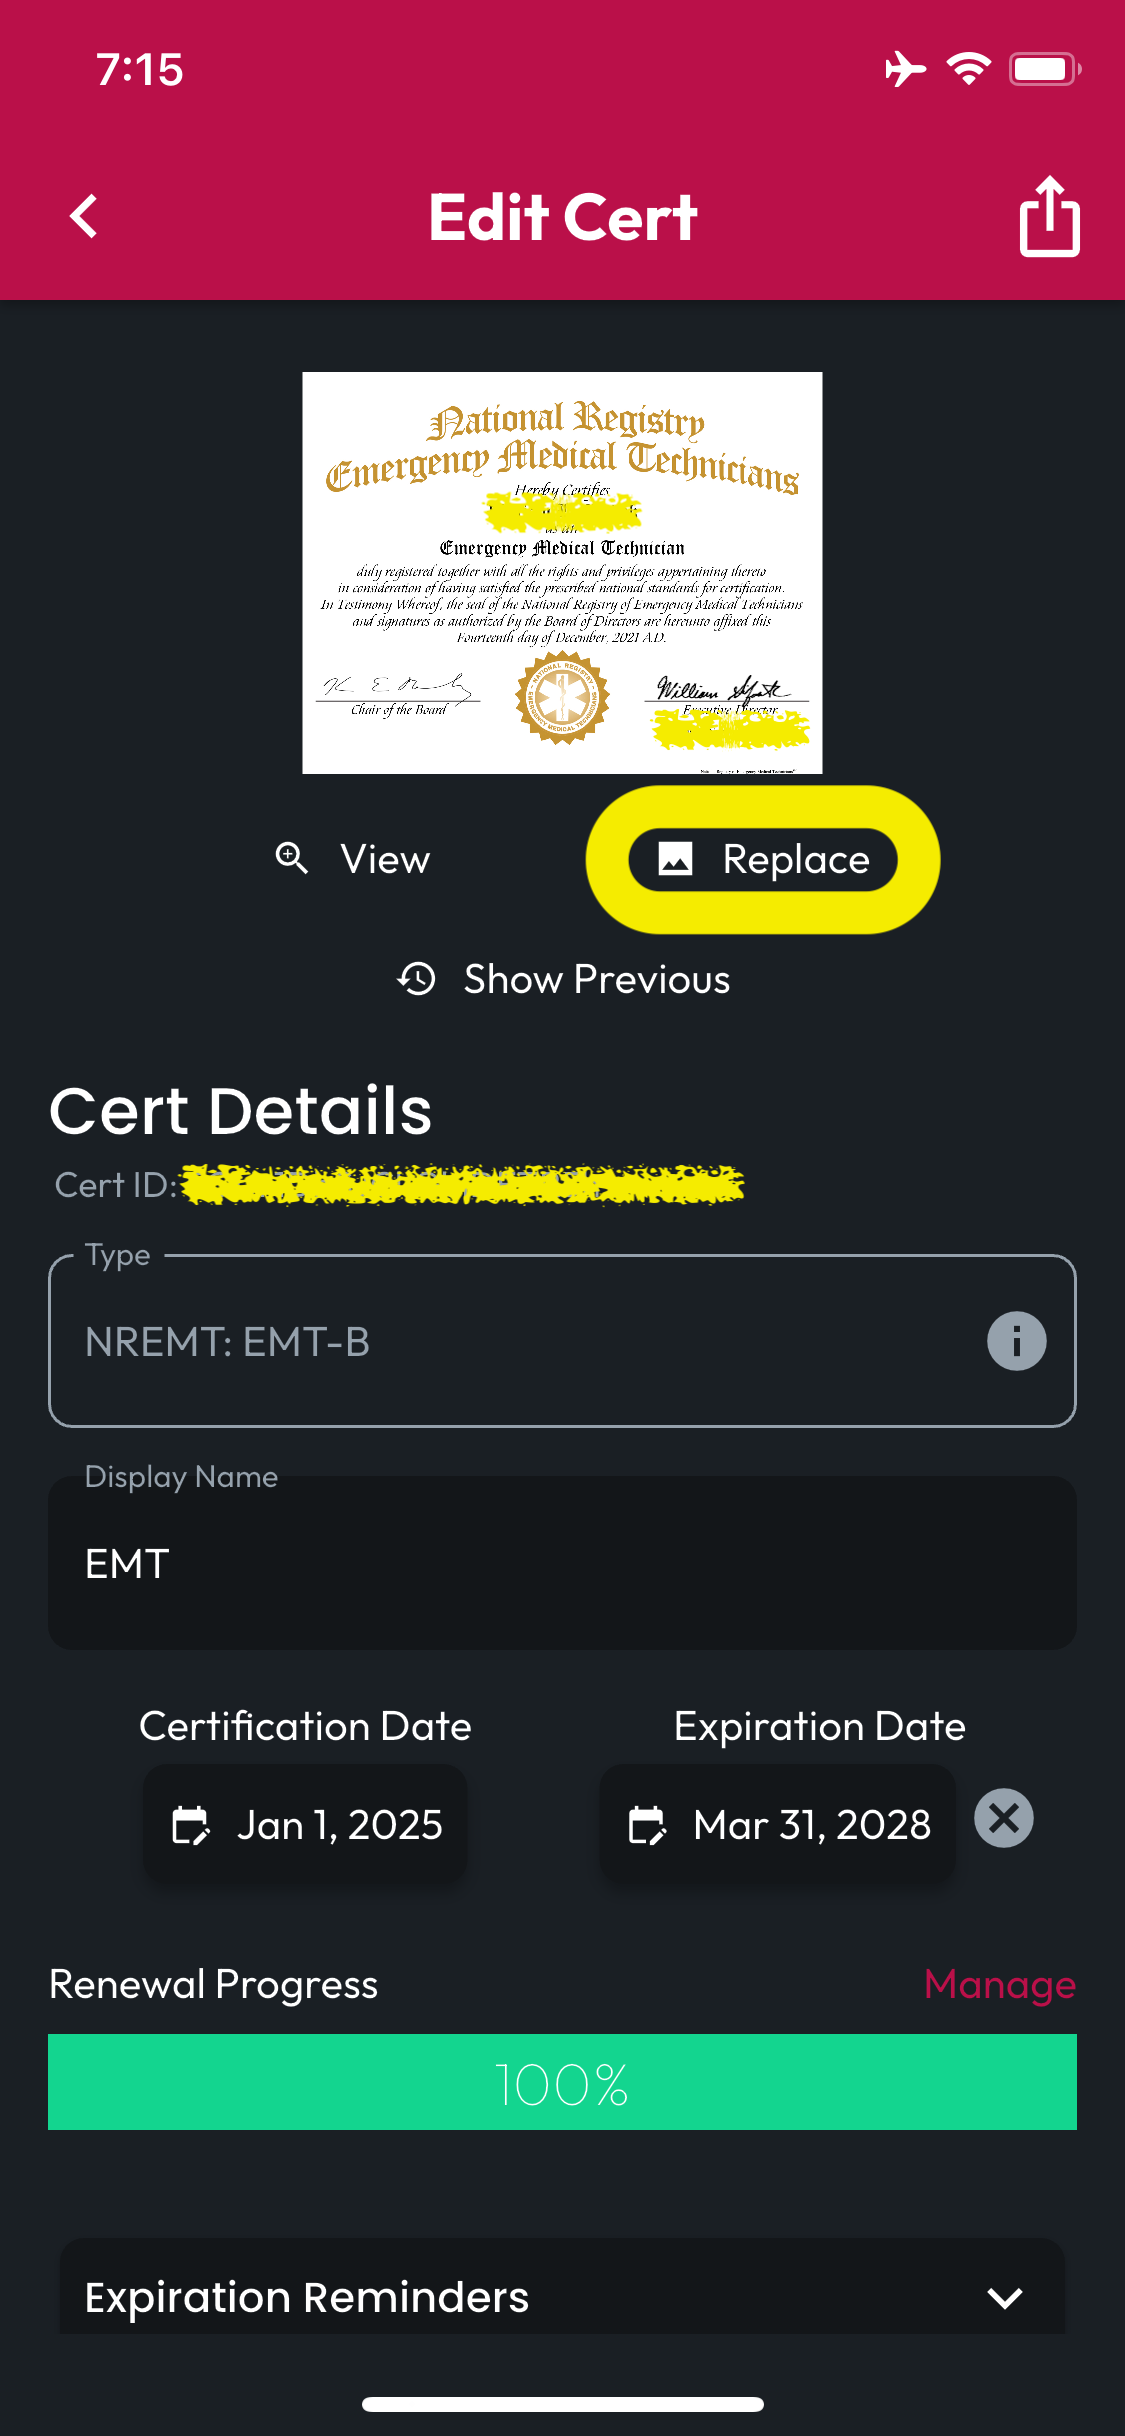 7:15
Edit Cert
National Registry
Emergency Medical Technicians
Hereby Certifies
as an
Emergency Medical Technician
duly registered together with all the rights and privileges appertaining thereto
in consideration of having satisfied the prescribed national standards for certification.
In Testimony Whereof, the seal of the National Registry of Emergency Medical Technicians
and signatures as authorized by the Board of Directors are hereunto affixed this
Fourteenth day of December, 2021 A.D.
NATIONAL REGISTRY
EMERGENCY MEDICAL TECHNICIANS
Chair of the Board
Executive Director
View
Replace
Show Previous
Cert Details
Cert ID:
Type
NREMT: EMT-B
Display Name
EMT
Certification Date
Expiration Date
Jan 1, 2025
Mar 31, 2028
Renewal Progress
Manage
100%
Expiration Reminders